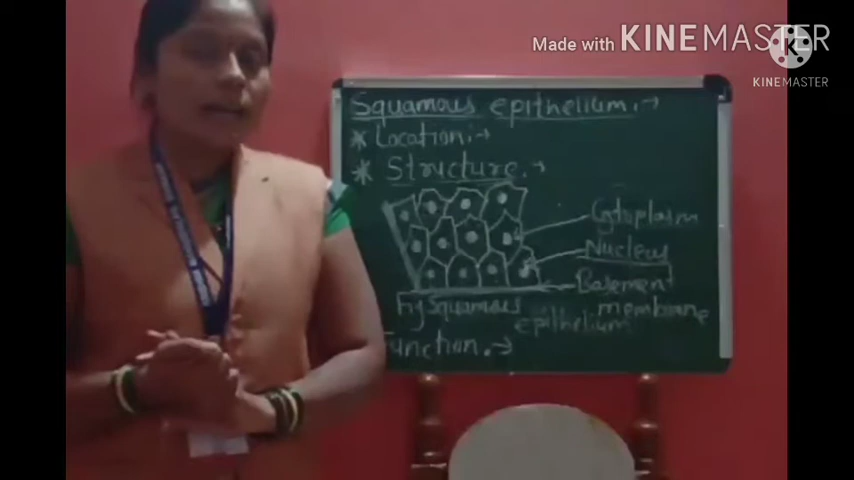 Made with KINEMASTER
K
KINEMASTER
Squamous epithelium :→
* Location :→
* Structure :→
Cytoplasm
Nucleus
Basement
membrane
fig Squamous
epithelium
Function :→